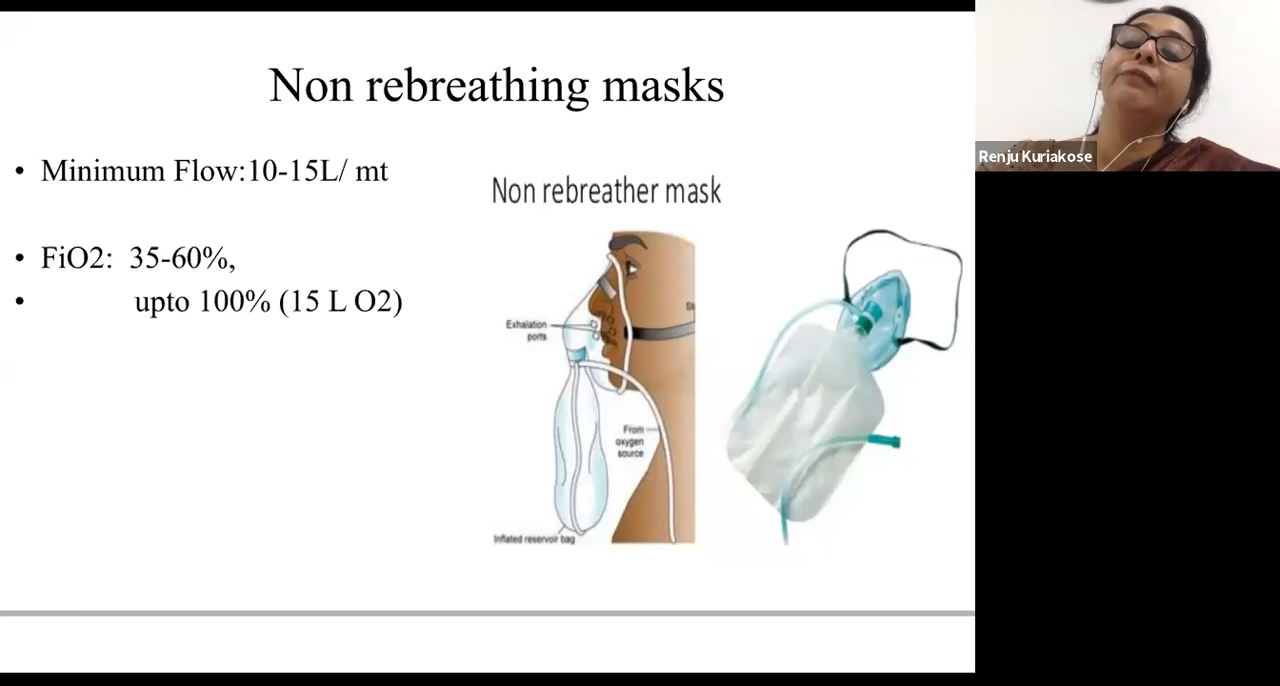 Non rebreathing masks
• Minimum Flow:10-15L/ mt
• FiO2: 35-60%,
• upto 100% (15 L O2)
Non rebreather mask
Exhalation
ports
From
oxygen
source
Inflated reservoir bag
Renju Kuriakose